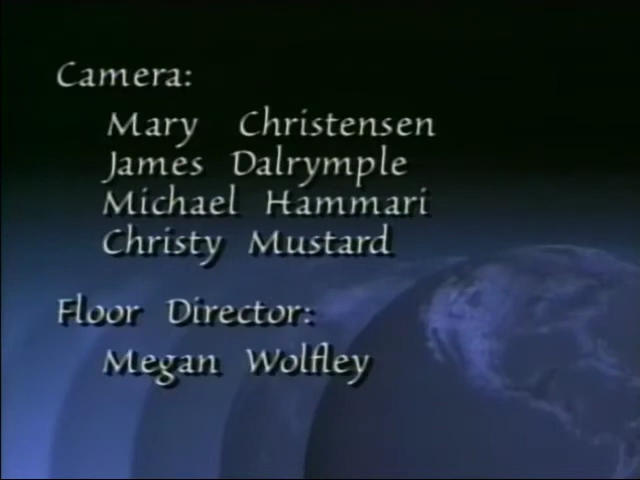 Camera:
Mary Christensen
James Dalrymple
Michael Hammari
Christy Mustard
Floor Director:
Megan Wolfley